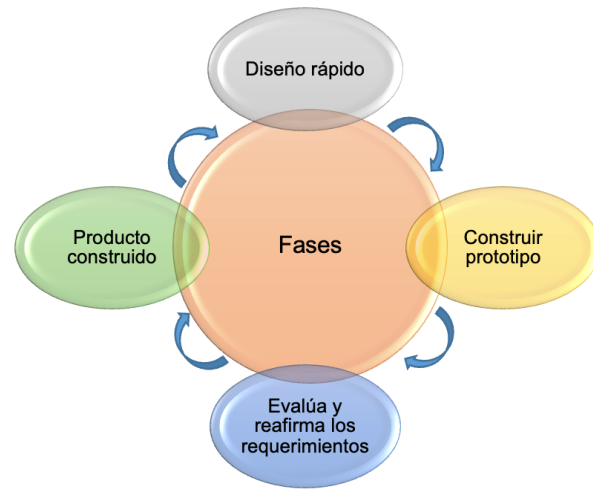 Diseño rápido
Producto
construido
Fases
Construir
prototipo
Evalúa y
reafirma los
requerimientos